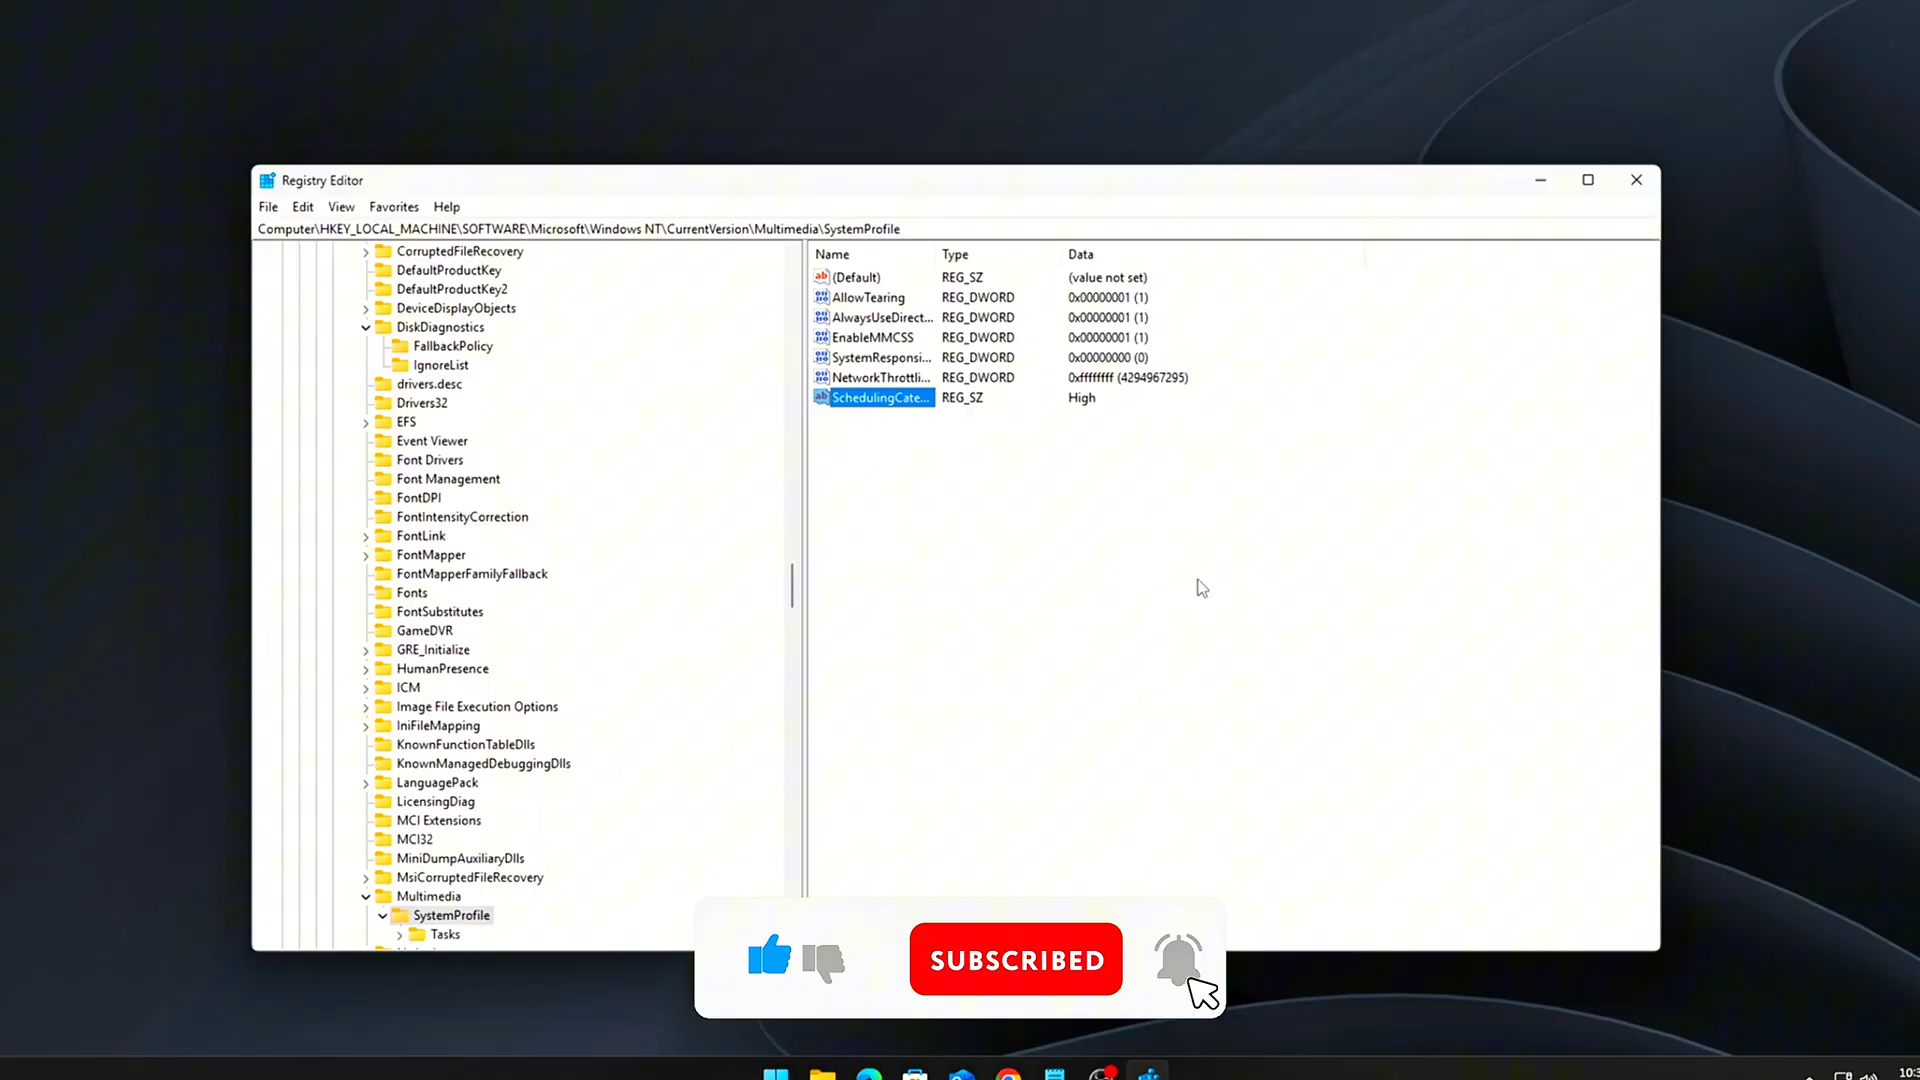 Registry Editor
File Edit View Favorites Help
Computer\HKEY_LOCAL_MACHINE\SOFTWARE\Microsoft\Windows NT\CurrentVersion\Multimedia\SystemProfile
CorruptedFileRecovery
DefaultProductKey
DefaultProductKey2
DeviceDisplayObjects
DiskDiagnostics
FallbackPolicy
IgnoreList
drivers.desc
Drivers32
EFS
Event Viewer
Font Drivers
Font Management
FontDPI
FontIntensityCorrection
FontLink
FontMapper
FontMapperFamilyFallback
Fonts
FontSubstitutes
GameDVR
GRE_Initialize
HumanPresence
ICM
Image File Execution Options
IniFileMapping
KnownFunctionTableDlls
KnownManagedDebuggingDlls
LanguagePack
LicensingDiag
MCI Extensions
MCI32
MiniDumpAuxiliaryDlls
MsiCorruptedFileRecovery
Multimedia
SystemProfile
Tasks
Name Type Data
(Default) REG_SZ (value not set)
AllowTearing REG_DWORD 0x00000001 (1)
AlwaysUseDirect... REG_DWORD 0x00000001 (1)
EnableMMCSS REG_DWORD 0x00000001 (1)
SystemResponsi... REG_DWORD 0x00000000 (0)
NetworkThrottli... REG_DWORD 0xffffffff (4294967295)
SchedulingCate... REG_SZ High
SUBSCRIBED